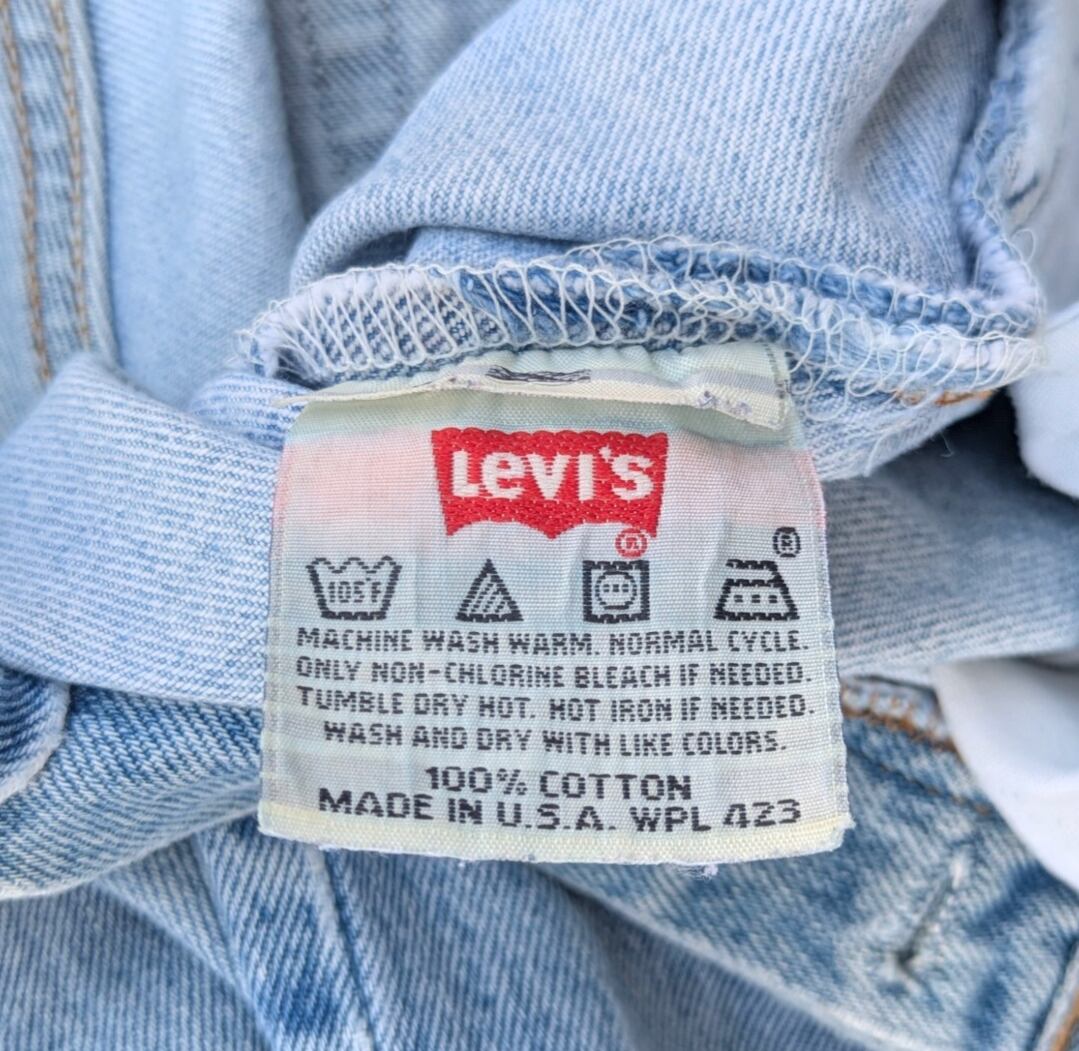 Levi's
®
®
105°F
MACHINE WASH WARM. NORMAL CYCLE.
ONLY NON-CHLORINE BLEACH IF NEEDED.
TUMBLE DRY HOT. HOT IRON IF NEEDED.
WASH AND DRY WITH LIKE COLORS.
100% COTTON
MADE IN U.S.A. WPL 423